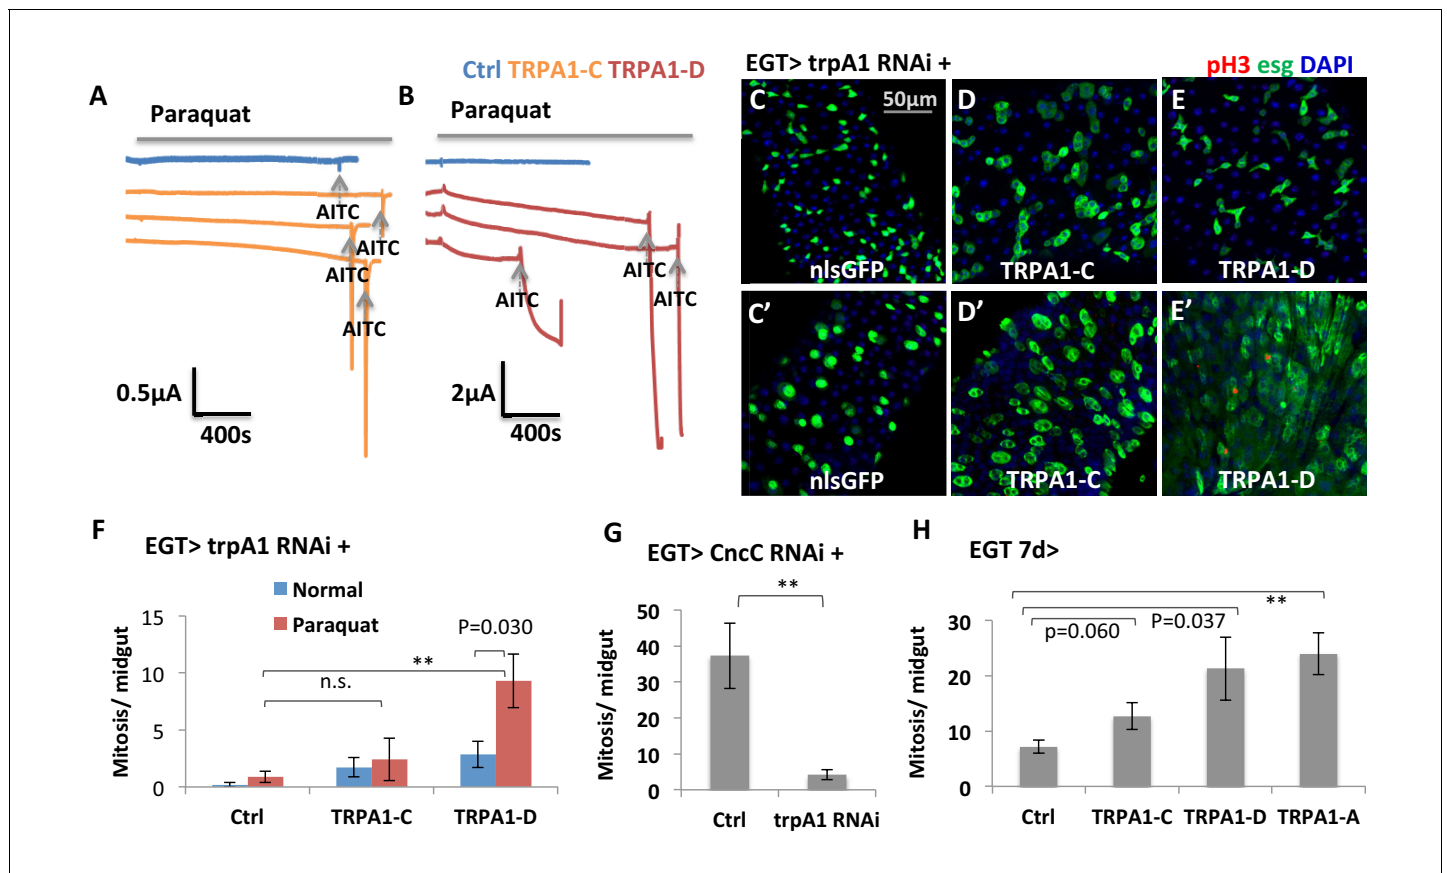 Ctrl TRPA1-C TRPA1-D
A
Paraquat
AITC
AITC
AITC
AITC
0.5µA
400s
B
Paraquat
AITC
AITC
AITC
2µA
400s
EGT> trpA1 RNAi +
pH3 esg DAPI
C
50µm
nlsGFP
D
TRPA1-C
E
TRPA1-D
C’
nlsGFP
D’
TRPA1-C
E’
TRPA1-D
F
EGT> trpA1 RNAi +
Normal
Paraquat
Mitosis/ midgut
15
10
5
0
n.s.
**
P=0.030
Ctrl
TRPA1-C
TRPA1-D
G
EGT> CncC RNAi +
**
Mitosis/ midgut
50
40
30
20
10
0
Ctrl
trpA1 RNAi
H
EGT 7d>
**
p=0.060
P=0.037
Mitosis/ midgut
30
20
10
0
Ctrl
TRPA1-C
TRPA1-D
TRPA1-A